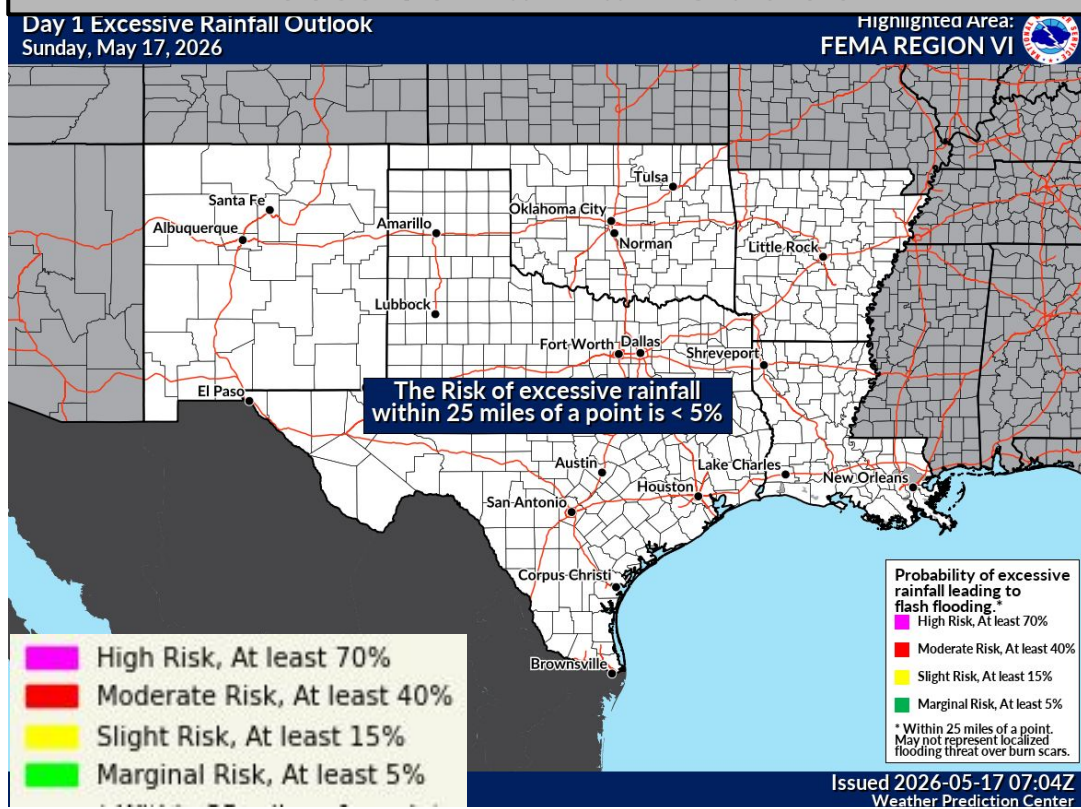 Day 1 Excessive Rainfall Outlook
Sunday, May 17, 2026
Highlighted Area:
FEMA REGION VI
Tulsa
Santa Fe
Oklahoma City
Albuquerque
Amarillo
Norman
Little Rock
Lubbock
Fort Worth
Dallas
Shreveport
El Paso
The Risk of excessive rainfall
within 25 miles of a point is < 5%
Austin
Lake Charles
Houston
New Orleans
San Antonio
Corpus Christi
Brownsville
Probability of excessive
rainfall leading to
flash flooding.*
High Risk, At least 70%
Moderate Risk, At least 40%
Slight Risk, At least 15%
Marginal Risk, At least 5%
* Within 25 miles of a point.
May not represent localized
flooding threat over burn scars.
High Risk, At least 70%
Moderate Risk, At least 40%
Slight Risk, At least 15%
Marginal Risk, At least 5%
Issued 2026-05-17 07:04Z
Weather Prediction Center